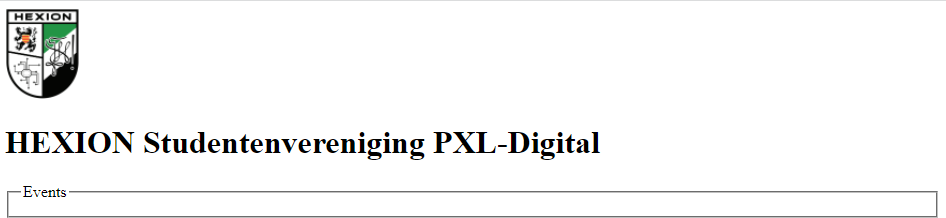 HEXION
HEXION Studentenvereniging PXL-Digital
Events